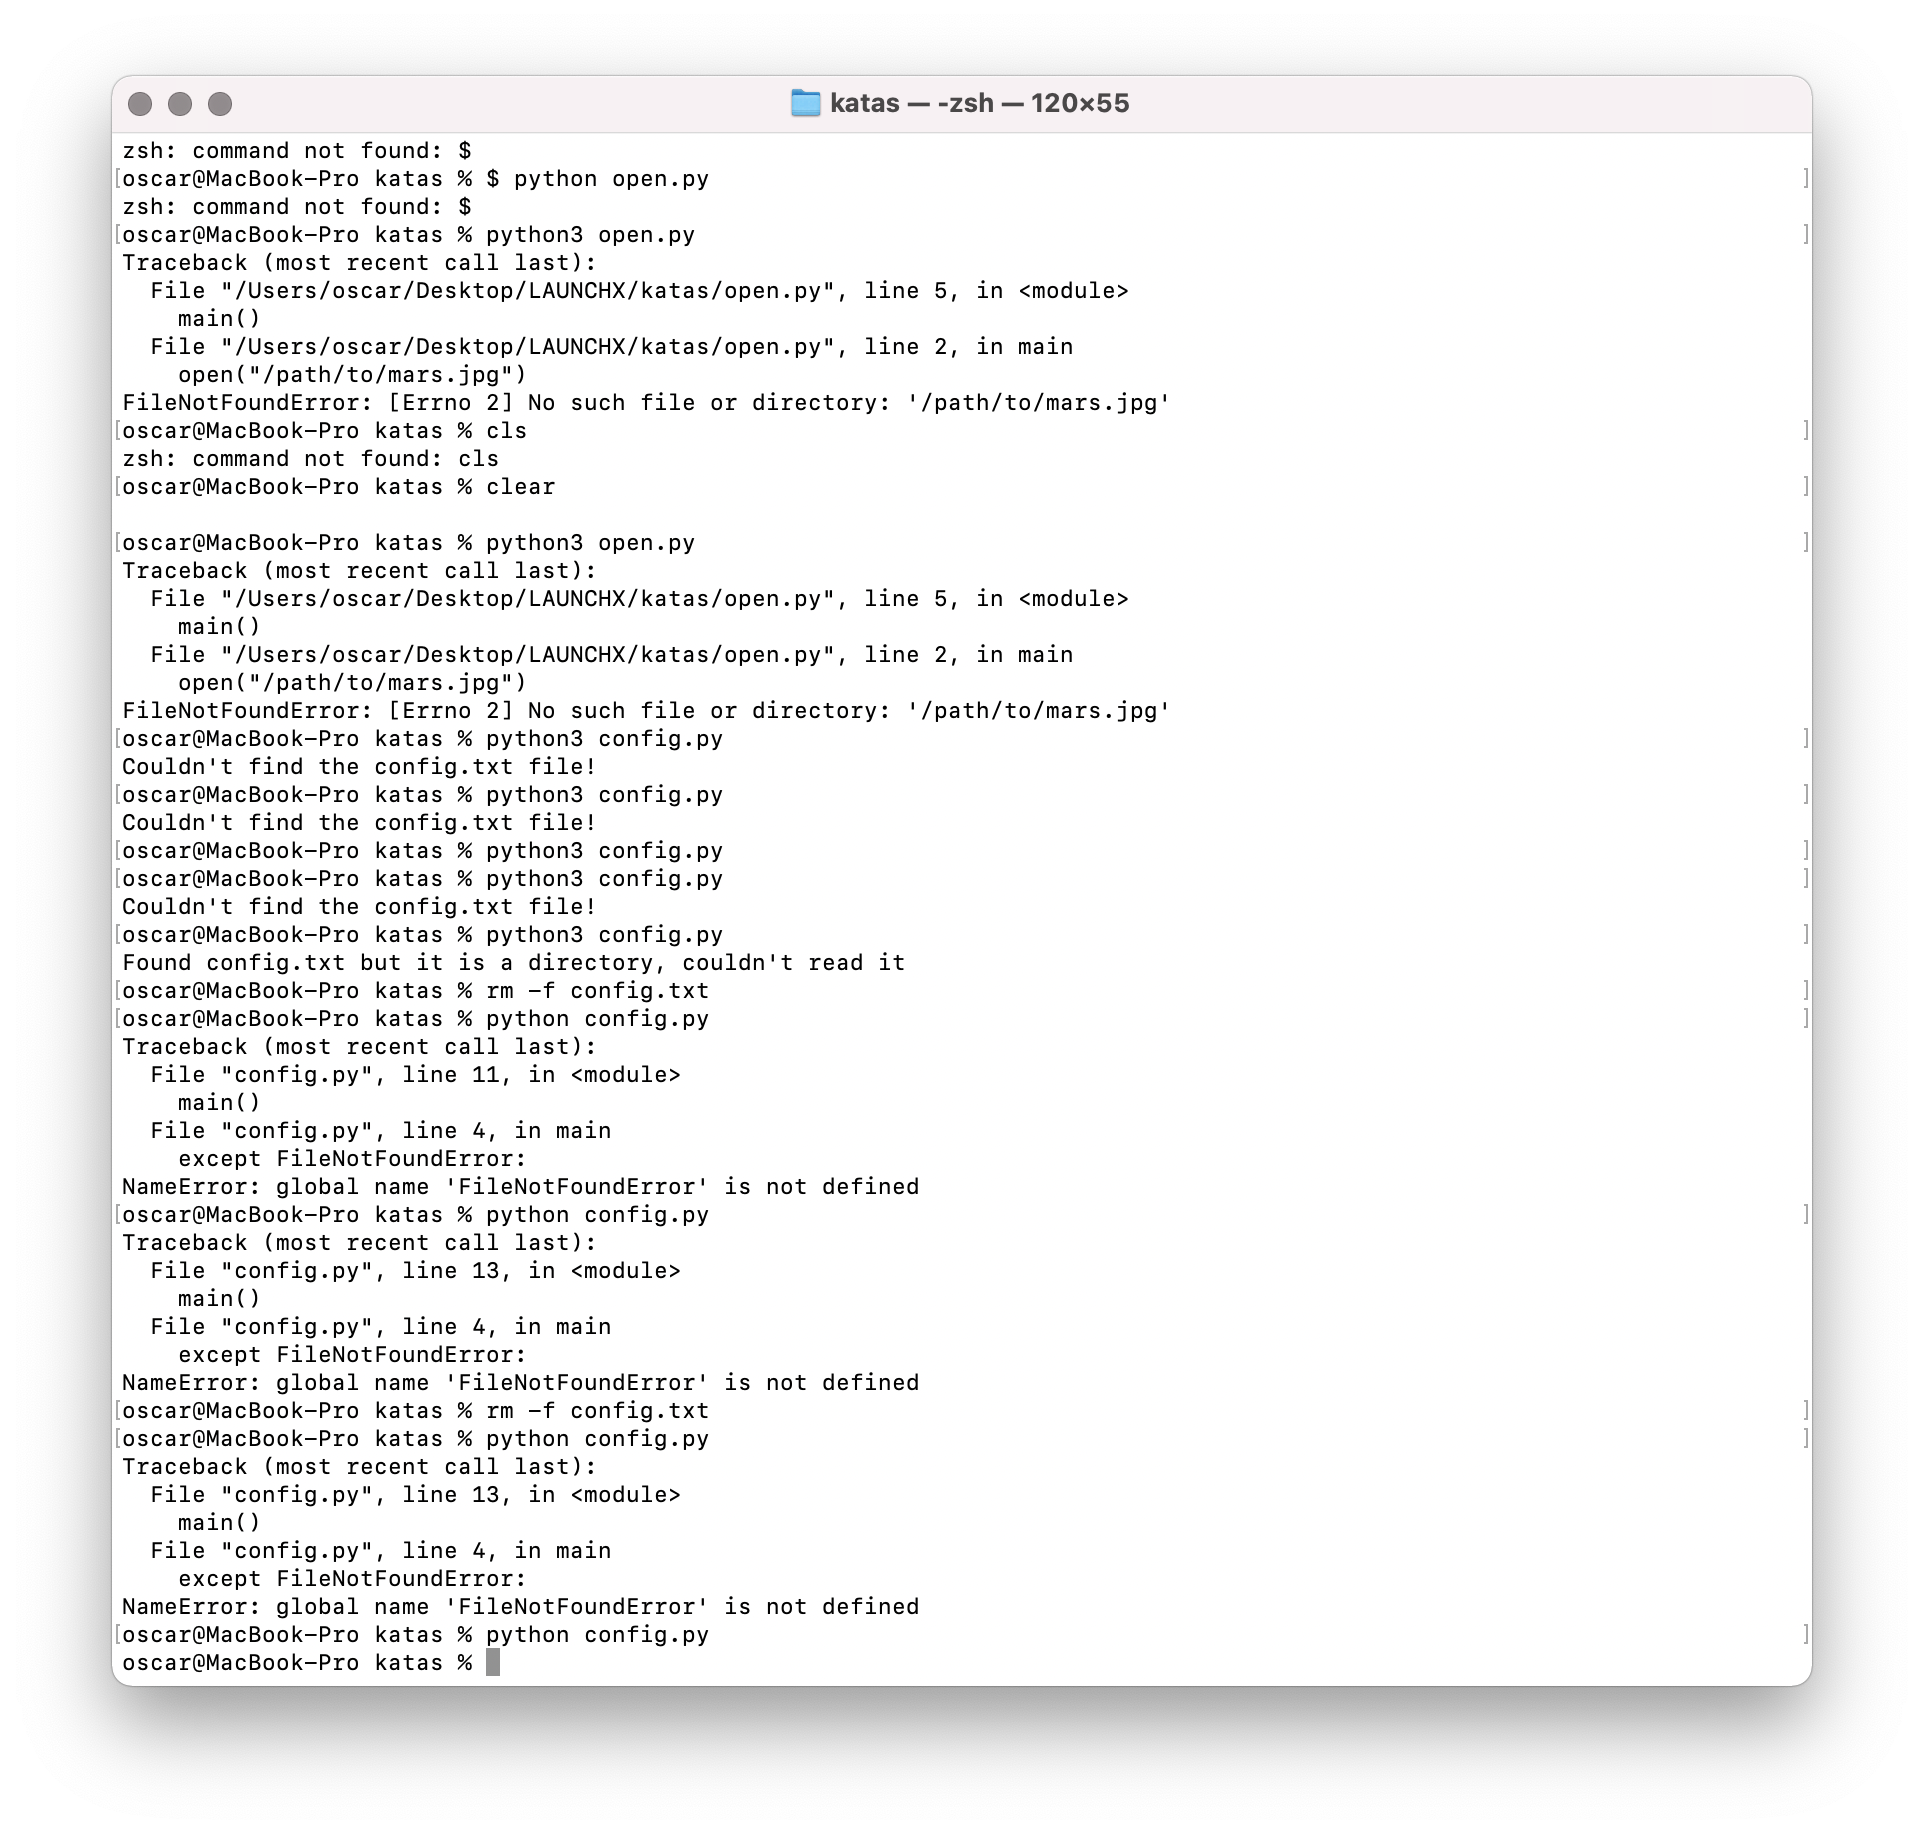 katas — -zsh — 120×55
zsh: command not found: $
[oscar@MacBook-Pro katas % $ python open.py ]
zsh: command not found: $
[oscar@MacBook-Pro katas % python3 open.py ]
Traceback (most recent call last):
  File "/Users/oscar/Desktop/LAUNCHX/katas/open.py", line 5, in <module>
    main()
  File "/Users/oscar/Desktop/LAUNCHX/katas/open.py", line 2, in main
    open("/path/to/mars.jpg")
FileNotFoundError: [Errno 2] No such file or directory: '/path/to/mars.jpg'
[oscar@MacBook-Pro katas % cls ]
zsh: command not found: cls
[oscar@MacBook-Pro katas % clear ]

[oscar@MacBook-Pro katas % python3 open.py ]
Traceback (most recent call last):
  File "/Users/oscar/Desktop/LAUNCHX/katas/open.py", line 5, in <module>
    main()
  File "/Users/oscar/Desktop/LAUNCHX/katas/open.py", line 2, in main
    open("/path/to/mars.jpg")
FileNotFoundError: [Errno 2] No such file or directory: '/path/to/mars.jpg'
[oscar@MacBook-Pro katas % python3 config.py ]
Couldn't find the config.txt file!
[oscar@MacBook-Pro katas % python3 config.py ]
Couldn't find the config.txt file!
[oscar@MacBook-Pro katas % python3 config.py ]
[oscar@MacBook-Pro katas % python3 config.py ]
Couldn't find the config.txt file!
[oscar@MacBook-Pro katas % python3 config.py ]
Found config.txt but it is a directory, couldn't read it
[oscar@MacBook-Pro katas % rm -f config.txt ]
[oscar@MacBook-Pro katas % python config.py ]
Traceback (most recent call last):
  File "config.py", line 11, in <module>
    main()
  File "config.py", line 4, in main
    except FileNotFoundError:
NameError: global name 'FileNotFoundError' is not defined
[oscar@MacBook-Pro katas % python config.py ]
Traceback (most recent call last):
  File "config.py", line 13, in <module>
    main()
  File "config.py", line 4, in main
    except FileNotFoundError:
NameError: global name 'FileNotFoundError' is not defined
[oscar@MacBook-Pro katas % rm -f config.txt ]
[oscar@MacBook-Pro katas % python config.py ]
Traceback (most recent call last):
  File "config.py", line 13, in <module>
    main()
  File "config.py", line 4, in main
    except FileNotFoundError:
NameError: global name 'FileNotFoundError' is not defined
[oscar@MacBook-Pro katas % python config.py ]
oscar@MacBook-Pro katas %